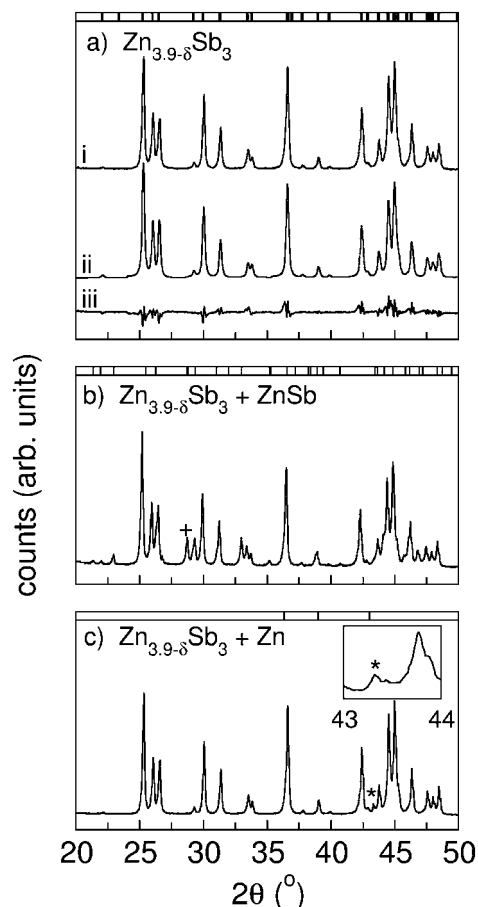 a) Zn3.9-δSb3
i
ii
iii
counts (arb. units)
b) Zn3.9-δSb3 + ZnSb
+
c) Zn3.9-δSb3 + Zn
*
43 44
*
20 25 30 35 40 45 50
2θ (o)